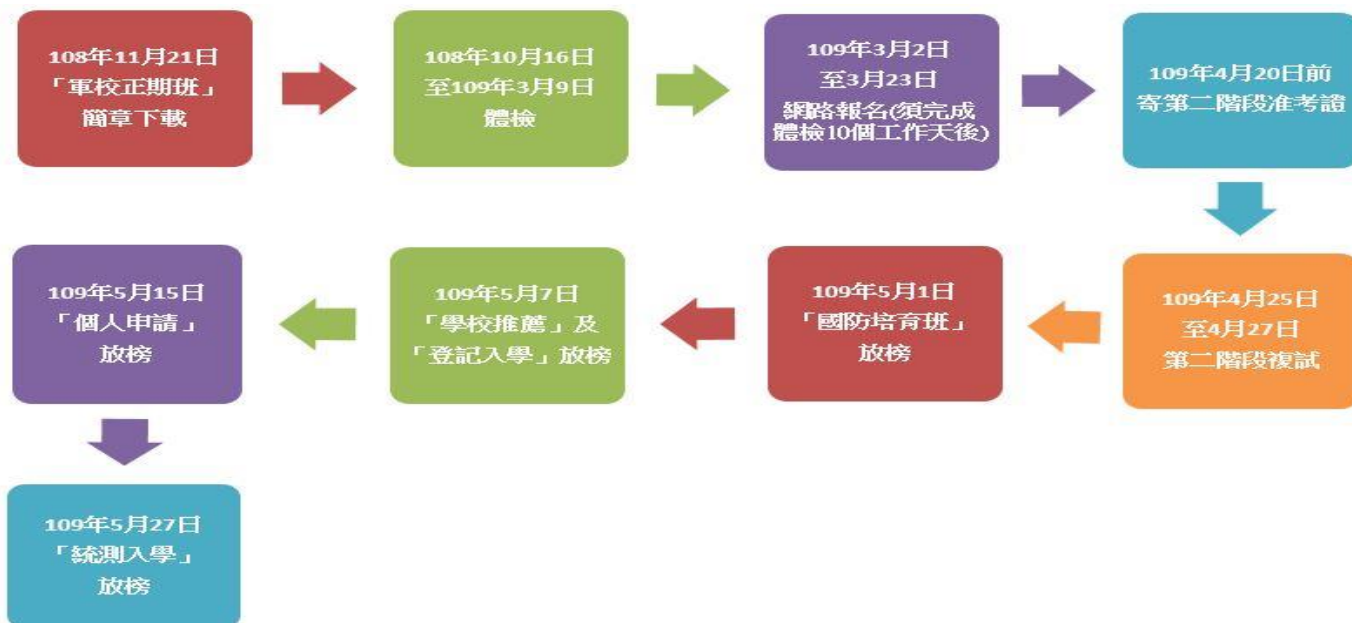 108年11月21日
「軍校正期班」
簡章下載
108年10月16日
至109年3月9日
體檢
109年3月2日
至3月23日
網路報名(須完成
體檢10個工作天後)
109年4月20日前
寄第二階段准考證
109年4月25日
至4月27日
第二階段複試
109年5月1日
「國防培育班」
放榜
109年5月7日
「學校推薦」及
「登記入學」放榜
109年5月15日
「個人申請」
放榜
109年5月27日
「統測入學」
放榜